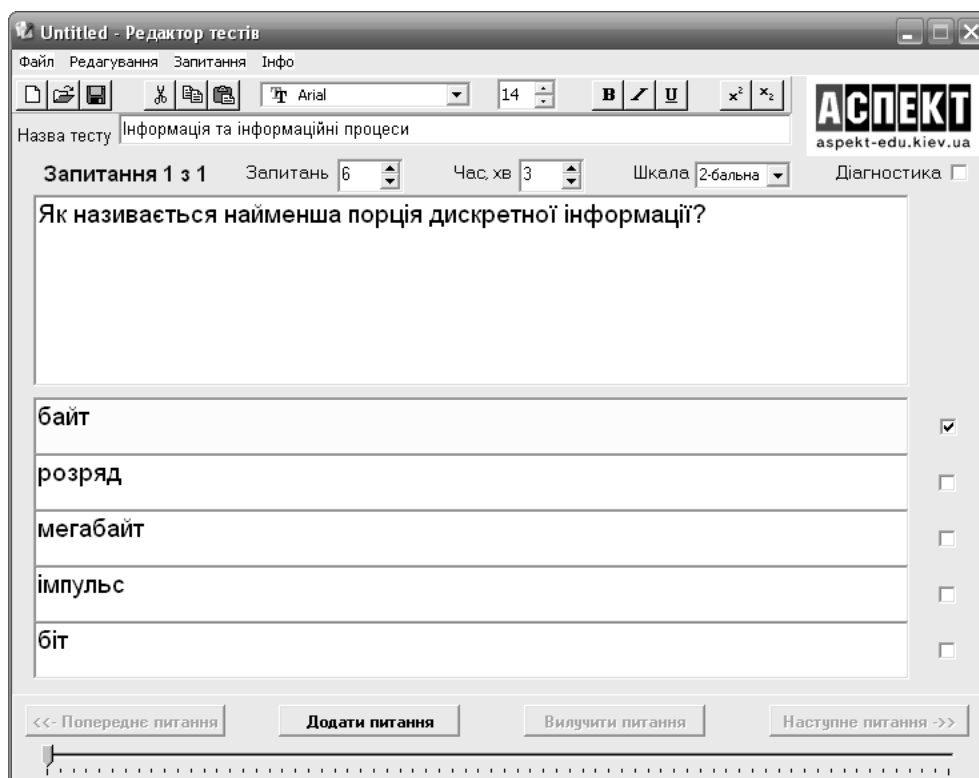 Untitled - Редактор тестів
Файл Редагування Запитання Інфо
Arial 14 B I U x² x₂
АСПЕКТ
aspekt-edu.kiev.ua
Назва тесту Інформація та інформаційні процеси
Запитання 1 з 1 Запитань 6 Час, хв 3 Шкала 2-бальна Діагностика
Як називається найменша порція дискретної інформації?
байт
розряд
мегабайт
імпульс
біт
<<- Попереднє питання Додати питання Вилучити питання Наступне питання ->>